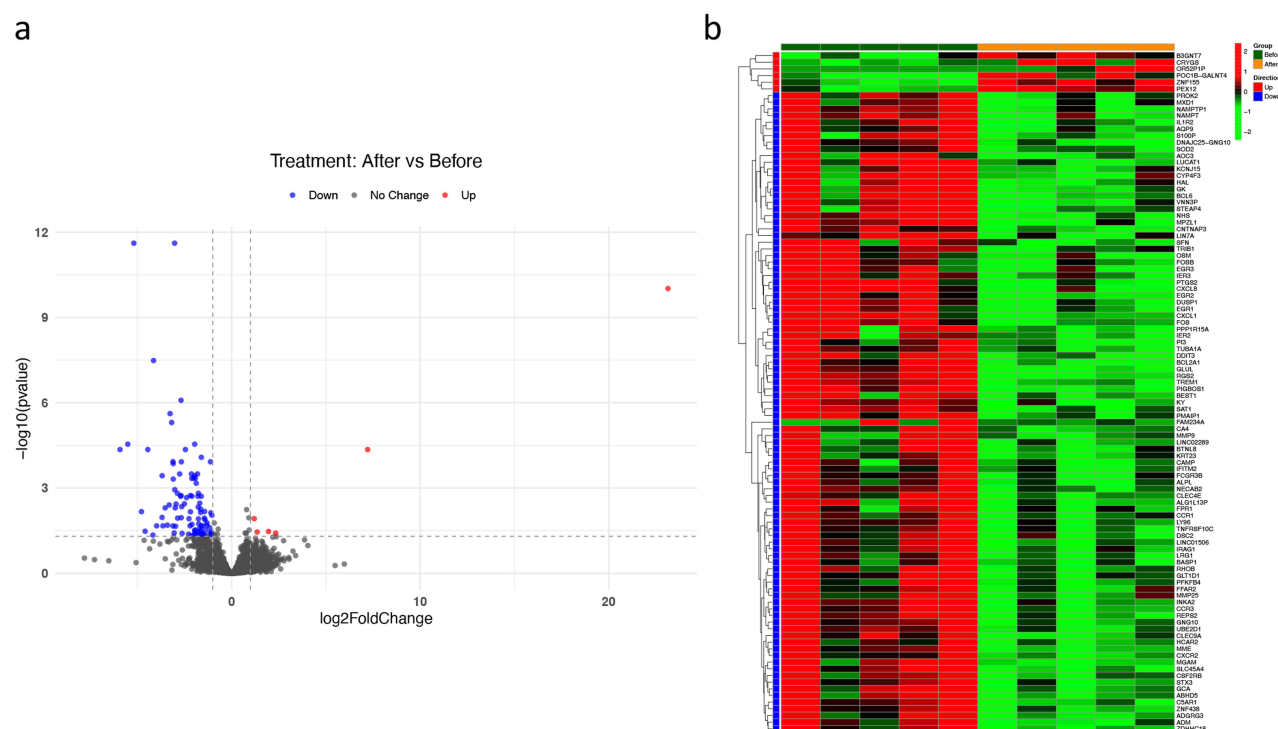 a
Treatment: After vs Before
Down
No Change
Up
12
9
6
3
0
−log10(pvalue)
0
10
20
log2FoldChange
b
B3GNT7
CRYGS
OR52P1P
POC1B-GALNT4
ZNF155
PEX12
PROK2
MXD1
NAMPTP1
NAMPT
IL1R2
AQP9
S100P
DNAJC25-GNG10
SOD2
AOC3
LUCAT1
KCNJ15
CYP4F3
HAL
GK
BCL6
VNN3P
STEAP4
NHS
MPZL1
CNTNAP3
LIN7A
SFN
TRIB1
OSM
FOSB
EGR3
IER3
PTGS2
CXCL8
EGR2
DUSP1
EGR1
CXCL1
FOS
PPP1R15A
IER2
PI3
TUBA1A
DDIT3
BCL2A1
GLUL
RGS2
TREM1
PIGBOS1
BEST1
KY
SAT1
PMAIP1
FAM234A
CA4
MMP9
LINC02289
BTNL8
KRT23
CAMP
IFITM2
FCGR3B
ALPL
NECAB2
CLEC4E
ALG1L13P
FPR1
CCR1
LY96
TNFRSF10C
DSC2
LINC01506
IRAG1
LRG1
BASP1
RHOB
GLT1D1
PFKFB4
FFAR2
MMP25
INKA2
CCR3
REPS2
GNG10
UBE2D1
CLEC9A
HCAR2
MME
CXCR2
MGAM
SLC45A4
CSF2RB
STX3
GCA
ABHD5
C5AR1
ZNF438
ADGRG3
ADM
ZDHHC18
2
1
0
−1
−2
Group
Befo
After
Direction
Up
Down